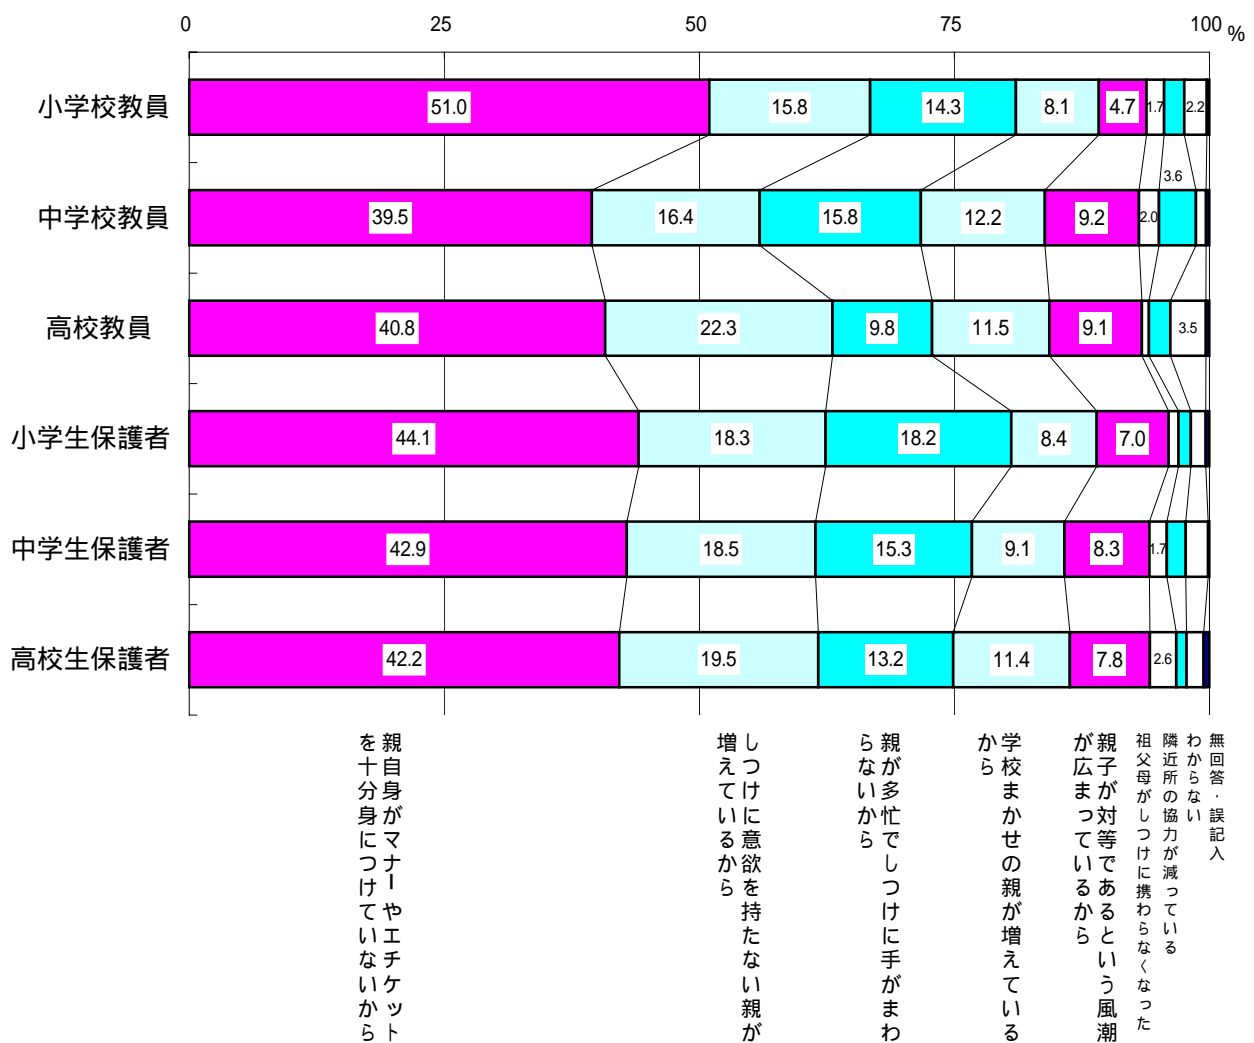 0 25 50 75 100 %
小学校教員 51.0 15.8 14.3 8.1 4.7 1.7 2.2
3.6
中学校教員 39.5 16.4 15.8 12.2 9.2 2.0
高校教員 40.8 22.3 9.8 11.5 9.1 3.5
小学生保護者 44.1 18.3 18.2 8.4 7.0
中学生保護者 42.9 18.5 15.3 9.1 8.3 1.7
高校生保護者 42.2 19.5 13.2 11.4 7.8 2.6
親自身がマナーやエチケット
を十分身につけていないから
しつけに意欲を持たない親が
増えているから
親が多忙でしつけに手がまわ
らないから
学校まかせの親が増えている
から
親子が対等であるという風潮
が広まっているから
祖父母がしつけに携わらなくなった
隣近所の協力が減っている
わからない
無回答・誤記入